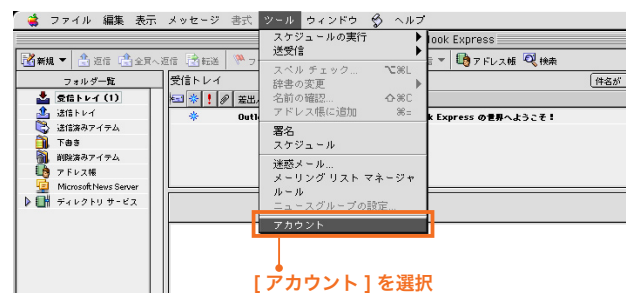 ファイル 編集 表示 メッセージ 書式 ツール ウィンドウ ヘルプ
look Express
新規 返信 全員へ返信 転送 アドレス帳 検索
スケジュールの実行
送受信
スペル チェック... ⌥⌘L
辞書の変更
名前の確認... ⇧⌘C
アドレス帳に追加 ⌘=
署名
スケジュール
迷惑メール...
メーリング リスト マネージャ
ルール
ニュースグループの設定...
アカウント
フォルダ一覧
受信トレイ (1)
送信トレイ
送信済みアイテム
下書き
削除済みアイテム
アドレス帳
Microsoft News Server
ディレクトリ サービス
受信トレイ
件名が
差出人
Outl
k Express の世界へようこそ！
[ アカウント ] を選択